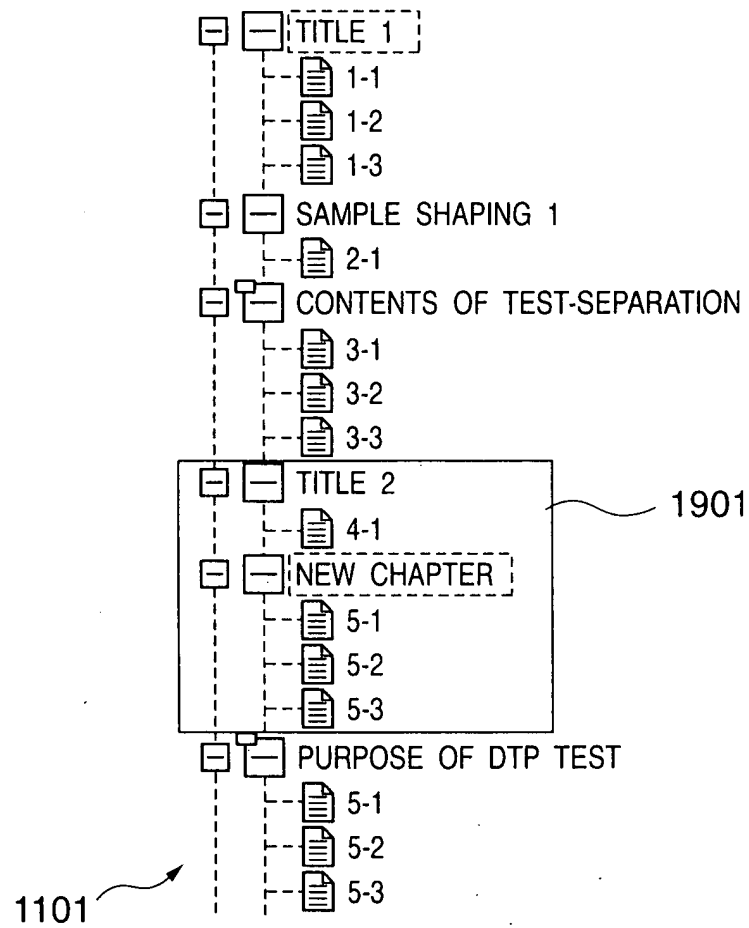 TITLE 1
1-1
1-2
1-3
SAMPLE SHAPING 1
2-1
CONTENTS OF TEST-SEPARATION
3-1
3-2
3-3
TITLE 2
1901
4-1
NEW CHAPTER
5-1
5-2
5-3
PURPOSE OF DTP TEST
5-1
5-2
5-3
1101